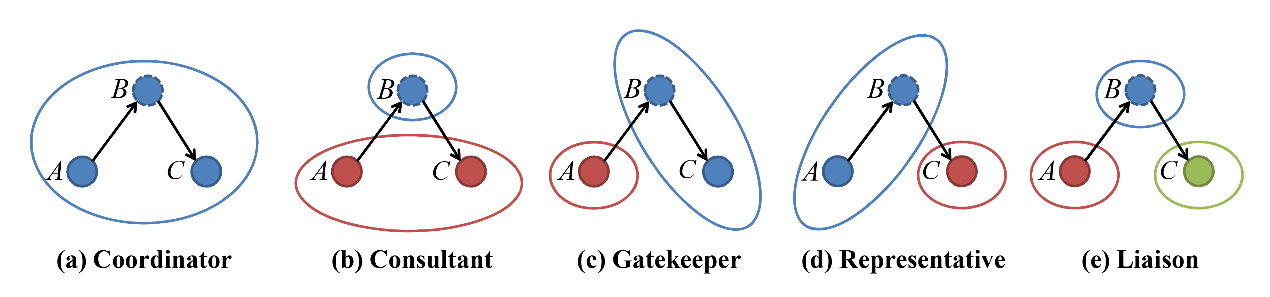 B B B B B
A C A C A C A C A C
(a) Coordinator (b) Consultant (c) Gatekeeper (d) Representative (e) Liaison